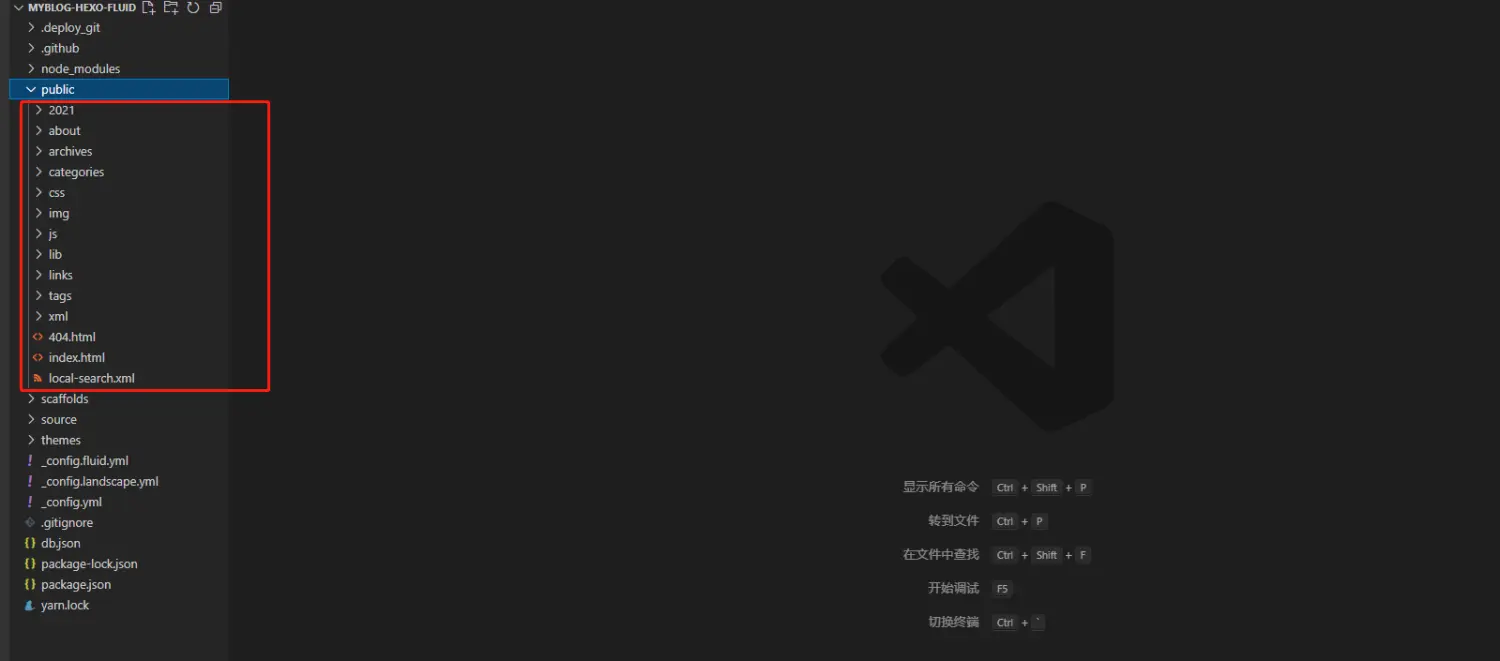 MYBLOG-HEXO-FLUID
.deploy_git
.github
node_modules
public
2021
about
archives
categories
css
img
js
lib
links
tags
xml
404.html
index.html
local-search.xml
scaffolds
source
themes
! _config.fluid.yml
! _config.landscape.yml
! _config.yml
.gitignore
{} db.json
{} package-lock.json
{} package.json
yarn.lock
显示所有命令 Ctrl + Shift + P
转到文件 Ctrl + P
在文件中查找 Ctrl + Shift + F
开始调试 F5
切换终端 Ctrl + `